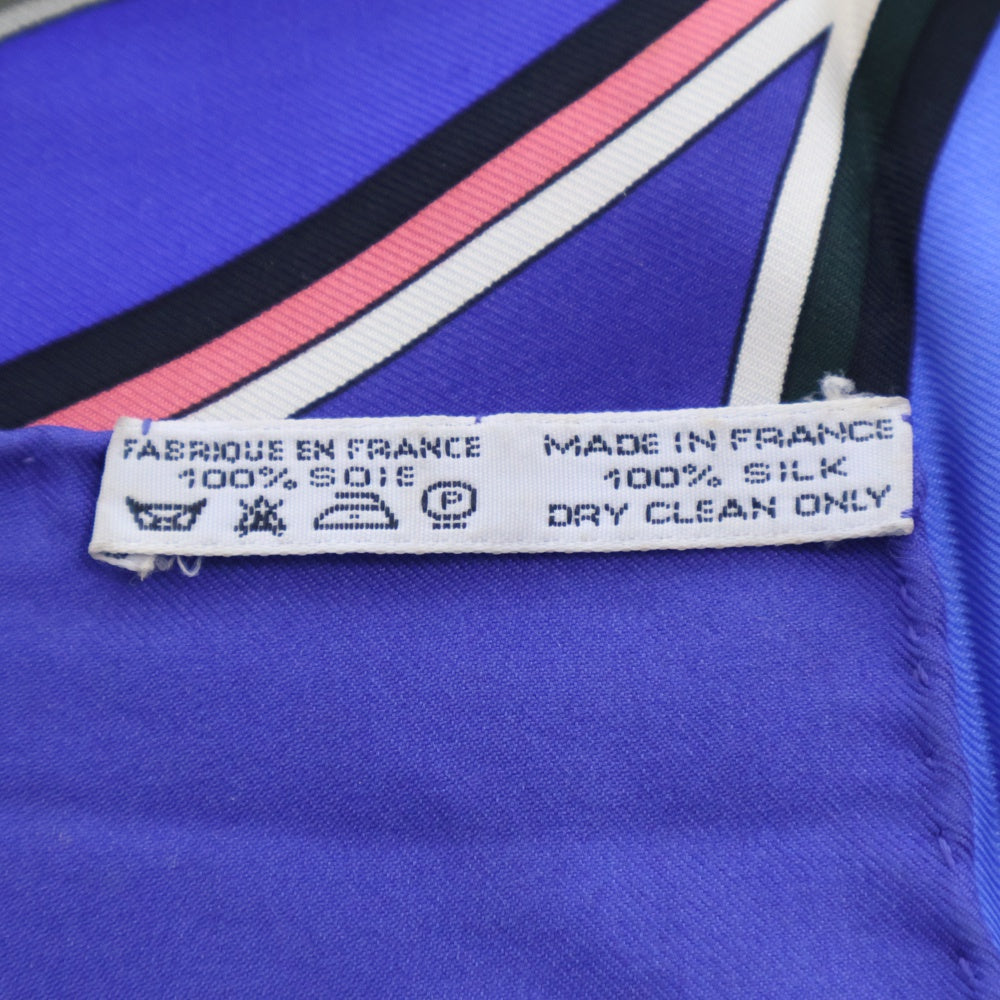 FABRIQUE EN FRANCE
100% SOIE
P
MADE IN FRANCE
100% SILK
DRY CLEAN ONLY